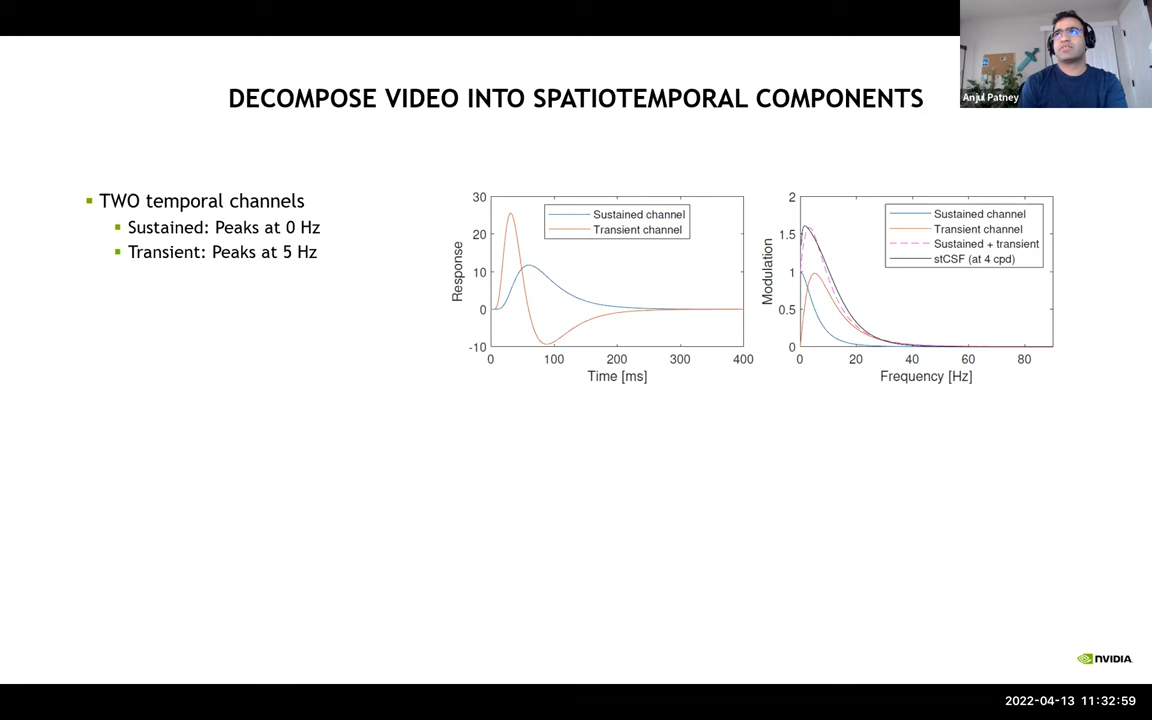 Anjul Patney
DECOMPOSE VIDEO INTO SPATIOTEMPORAL COMPONENTS
TWO temporal channels
Sustained: Peaks at 0 Hz
Transient: Peaks at 5 Hz
30
20
10
0
-10
Response
Sustained channel
Transient channel
0 100 200 300 400
Time [ms]
2
1.5
1
0.5
0
Modulation
Sustained channel
Transient channel
Sustained + transient
stCSF (at 4 cpd)
0 20 40 60 80
Frequency [Hz]
NVIDIA.
2022-04-13 11:32:59